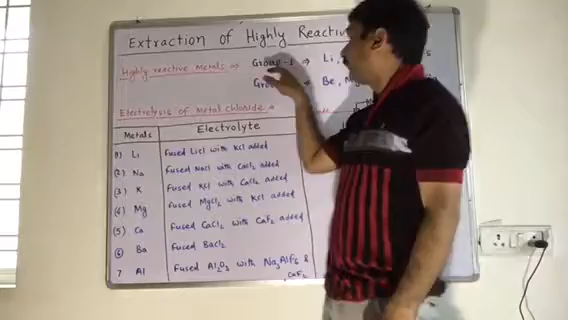 Extraction of Highly Reactive
Highly reactive Metals ⇒ Group-1 ⇒ Li,
⇒ Be,
Electrolysis of Metal Chloride
Metals Electrolyte
(1) Li Fused LiCl with KCl added
(2) Na Fused NaCl with CaCl2 added
(3) K Fused KCl with CaCl2 added
(4) Mg Fused MgCl2 with KCl added
(5) Ca Fused CaCl2 with CaF2 added
(6) Ba Fused BaCl2
7 Al Fused Al2O3 with Na3AlF6 &
CaF2